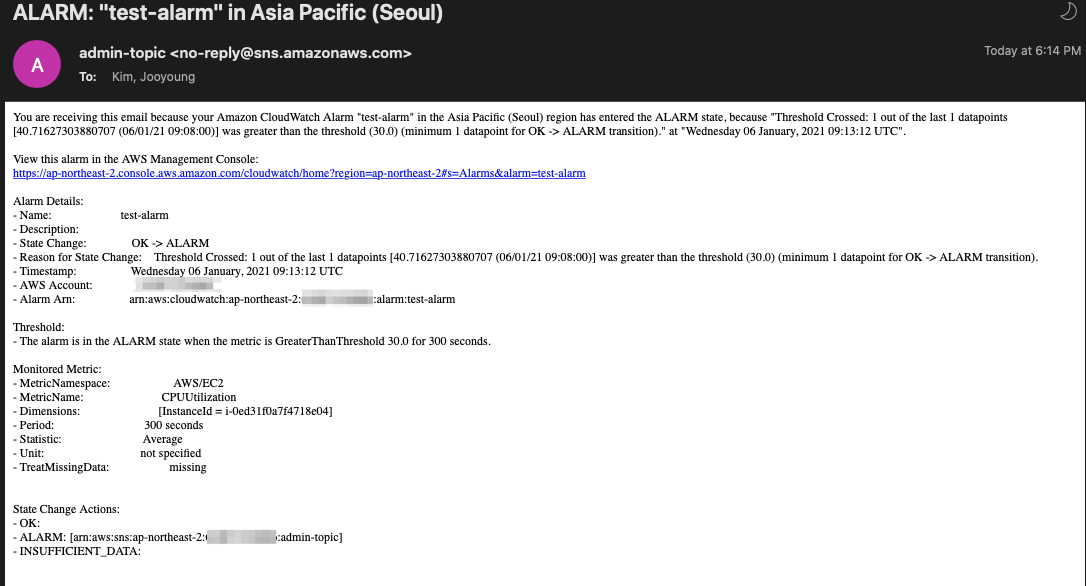 ALARM: "test-alarm" in Asia Pacific (Seoul)
A
admin-topic <no-reply@sns.amazonaws.com>
Today at 6:14 PM
To: Kim, Jooyoung
You are receiving this email because your Amazon CloudWatch Alarm "test-alarm" in the Asia Pacific (Seoul) region has entered the ALARM state, because "Threshold Crossed: 1 out of the last 1 datapoints
[40.71627303880707 (06/01/21 09:08:00)] was greater than the threshold (30.0) (minimum 1 datapoint for OK -> ALARM transition)." at "Wednesday 06 January, 2021 09:13:12 UTC".
View this alarm in the AWS Management Console:
https://ap-northeast-2.console.aws.amazon.com/cloudwatch/home?region=ap-northeast-2#s=Alarms&alarm=test-alarm
Alarm Details:
- Name: test-alarm
- Description:
- State Change: OK -> ALARM
- Reason for State Change: Threshold Crossed: 1 out of the last 1 datapoints [40.71627303880707 (06/01/21 09:08:00)] was greater than the threshold (30.0) (minimum 1 datapoint for OK -> ALARM transition).
- Timestamp: Wednesday 06 January, 2021 09:13:12 UTC
- AWS Account:
- Alarm Arn: arn:aws:cloudwatch:ap-northeast-2: :alarm:test-alarm
Threshold:
- The alarm is in the ALARM state when the metric is GreaterThanThreshold 30.0 for 300 seconds.
Monitored Metric:
- MetricNamespace: AWS/EC2
- MetricName: CPUUtilization
- Dimensions: [InstanceId = i-0ed31f0a7f4718e04]
- Period: 300 seconds
- Statistic: Average
- Unit: not specified
- TreatMissingData: missing
State Change Actions:
- OK:
- ALARM: [arn:aws:sns:ap-northeast-2: :admin-topic]
- INSUFFICIENT_DATA: